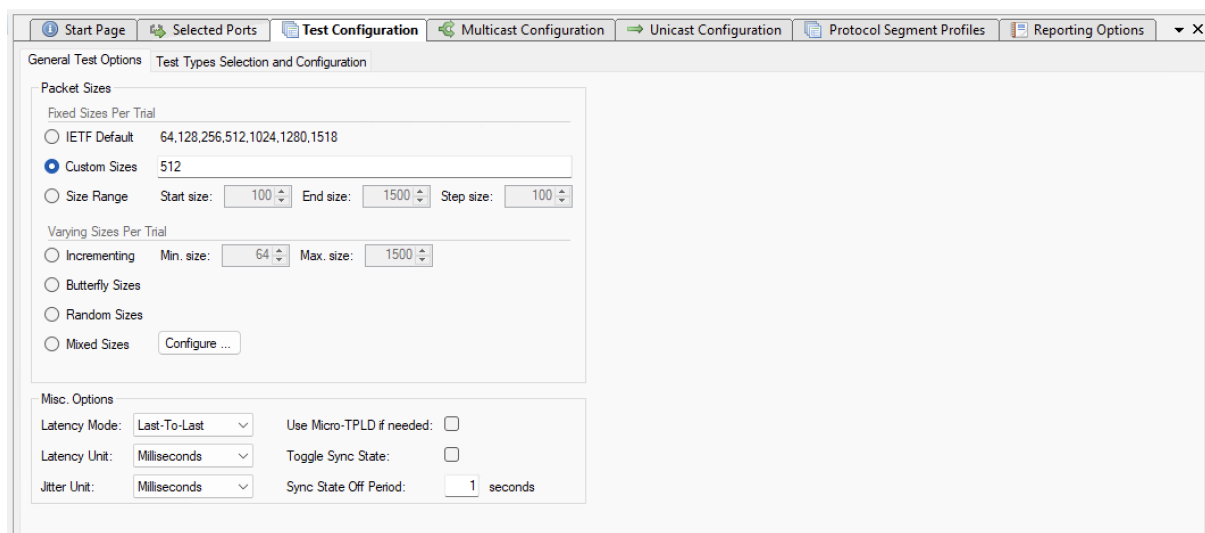 Start Page Selected Ports Test Configuration Multicast Configuration Unicast Configuration Protocol Segment Profiles Reporting Options
General Test Options Test Types Selection and Configuration
Packet Sizes
Fixed Sizes Per Trial
IETF Default 64,128,256,512,1024,1280,1518
Custom Sizes 512
Size Range Start size: 100 End size: 1500 Step size: 100
Varying Sizes Per Trial
Incrementing Min. size: 64 Max. size: 1500
Butterfly Sizes
Random Sizes
Mixed Sizes Configure ...
Misc. Options
Latency Mode: Last-To-Last Use Micro-TPLD if needed:
Latency Unit: Milliseconds Toggle Sync State:
Jitter Unit: Milliseconds Sync State Off Period: 1 seconds